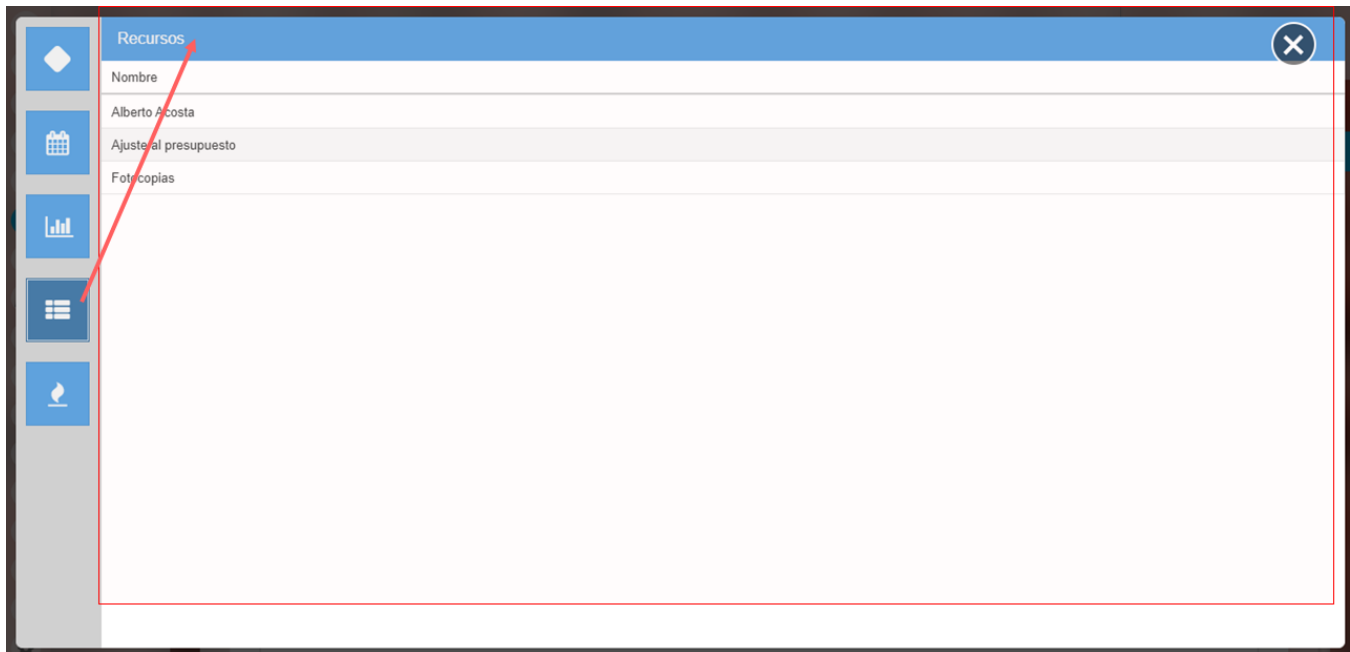 Recursos
Nombre
Alberto Acosta
Ajuste al presupuesto
Fotocopias